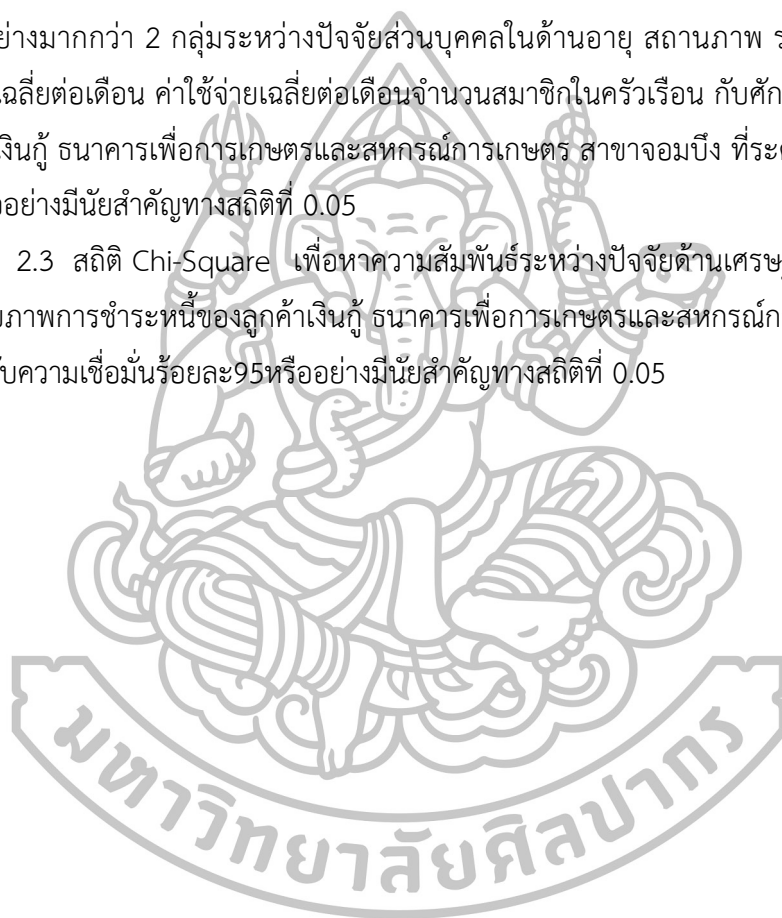 ย่างมากกว่า 2 กลุ่มระหว่างปัจจัยส่วนบุคคลในด้านอายุ สถานภาพ
ฉลี่ยต่อเดือน ค่าใช้จ่ายเฉลี่ยต่อเดือนจำนวนสมาชิกในครัวเรือน กับศัก
งินกู้ ธนาคารเพื่อการเกษตรและสหกรณ์การเกษตร สาขาจอมบึง ที่ระ
อย่างมีนัยสำคัญทางสถิติที่ 0.05
2.3 สถิติ Chi-Square เพื่อหาความสัมพันธ์ระหว่างปัจจัยด้านเศรษ
ภาพการชำระหนี้ของลูกค้าเงินกู้ ธนาคารเพื่อการเกษตรและสหกรณ์ก
ับความเชื่อมั่นร้อยละ95หรืออย่างมีนัยสำคัญทางสถิติที่ 0.05
มหาวิทยาลัยศิลปากร